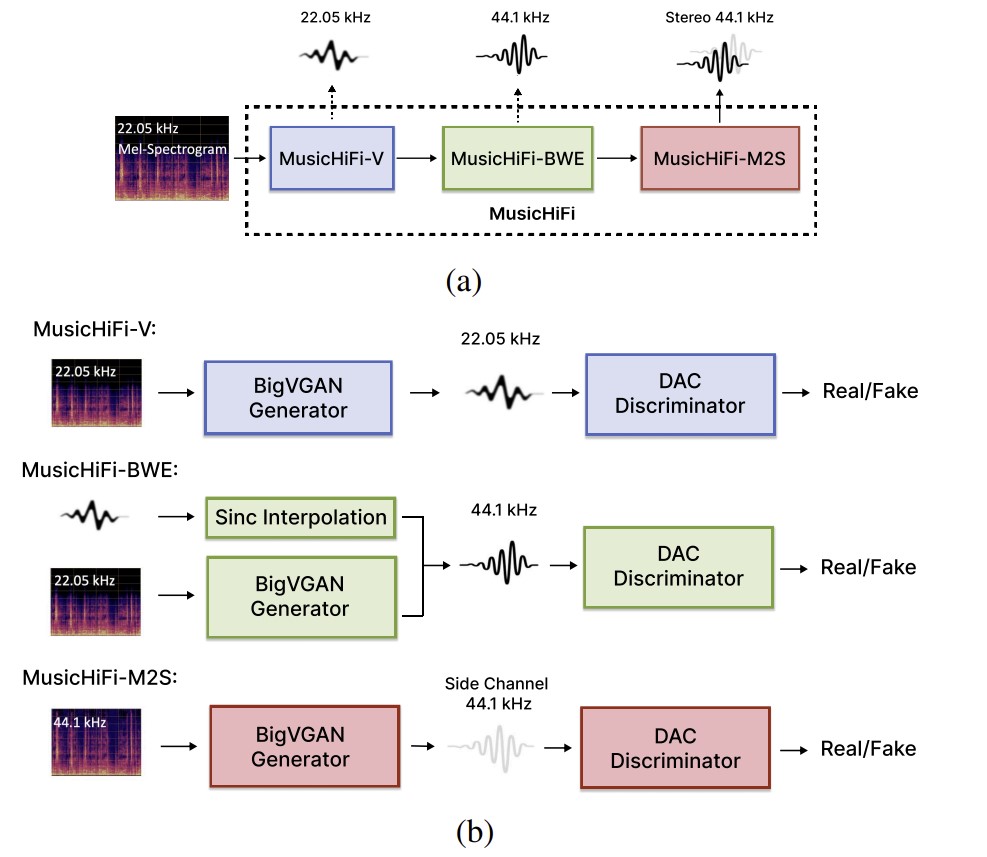 22.05 kHz
44.1 kHz
Stereo 44.1 kHz
22.05 kHz
Mel-Spectrogram
MusicHiFi-V
MusicHiFi-BWE
MusicHiFi-M2S
MusicHiFi
(a)
MusicHiFi-V:
22.05 kHz
BigVGAN
Generator
22.05 kHz
DAC
Discriminator
Real/Fake
MusicHiFi-BWE:
Sinc Interpolation
22.05 kHz
BigVGAN
Generator
44.1 kHz
DAC
Discriminator
Real/Fake
MusicHiFi-M2S:
44.1 kHz
BigVGAN
Generator
Side Channel
44.1 kHz
DAC
Discriminator
Real/Fake
(b)